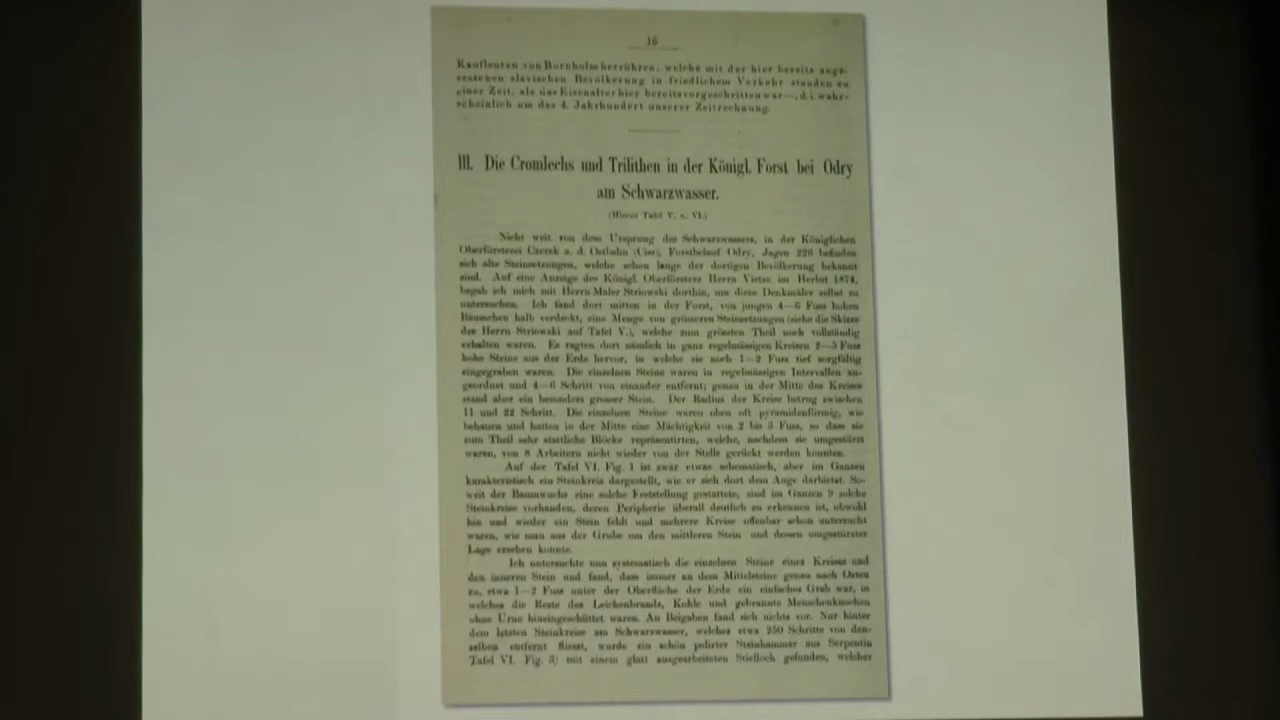 16
Kaufleuten von Bornholm herrühren, welche mit der hier bereits ange-
sessenen slavischen Bevölkerung in friedlichem Verkehr standen zu
einer Zeit, als das Eisenalter hier bereits vorgeschritten war—, d. i. wahr-
scheinlich um das 4. Jahrhundert unserer Zeitrechnung.
III. Die Cromlechs und Trilithen in der Königl. Forst bei Odry
am Schwarzwasser.
(Hierzu Tafel V. u. VI.)
Nicht weit von dem Ursprung des Schwarzwassers, in der Königlichen
Oberförsterei Czersk a. d. Ostbahn (Ciss), Forstbelauf Odry, Jagen 226 befinden
sich alte Steinsetzungen, welche schon lange der dortigen Bevölkerung bekannt
sind. Auf eine Anzeige des Königl. Oberförsters Herrn Vietze im Herbst 1874,
begab ich mich mit Herrn Maler Striowski dorthin, um diese Denkmäler selbst zu
untersuchen. Ich fand dort mitten in der Forst, von jungen 4—6 Fuss hohen
Bäumchen halb verdeckt, eine Menge von grösseren Steinsetzungen (siehe die Skizze
des Herrn Striowski auf Tafel V.), welche zum grössten Theil noch vollständig
erhalten waren. Es ragten dort nämlich in ganz regelmässigen Kreisen 2—5 Fuss
hohe Steine aus der Erde hervor, in welche sie noch 1—2 Fuss tief sorgfältig
eingegraben waren. Die einzelnen Steine waren in regelmässigen Intervallen an-
geordnet und 4—6 Schritt von einander entfernt; genau in der Mitte des Kreises
stand aber ein besonders grosser Stein. Der Radius der Kreise betrug zwischen
11 und 22 Schritt. Die einzelnen Steine waren oben oft pyramidenförmig, wie
behauen und hatten in der Mitte eine Mächtigkeit von 2 bis 3 Fuss, so dass sie
zum Theil sehr stattliche Blöcke repräsentirten, welche, nachdem sie umgestürzt
waren, von 8 Arbeitern nicht wieder von der Stelle gerückt werden konnten.
Auf der Tafel VI. Fig. 1 ist zwar etwas schematisch, aber im Ganzen
karakteristisch ein Steinkreis dargestellt, wie er sich dort dem Auge darbietet. So-
weit der Baumwuchs eine solche Feststellung gestattete, sind im Ganzen 9 solche
Steinkreise vorhanden, deren Peripherie überall deutlich zu erkennen ist, obwohl
hin und wieder ein Stein fehlt und mehrere Kreise offenbar schon untersucht
waren, wie man aus der Grube um den mittleren Stein und dessen umgestürzter
Lage ersehen konnte.
Ich untersuchte nun systematisch die einzelnen Steine eines Kreises und
den inneren Stein und fand, dass immer an dem Mittelsteine genau nach Osten
zu, etwa 1—2 Fuss unter der Oberfläche der Erde ein einfaches Grab war, in
welches die Reste des Leichenbrands, Kohle und gebrannte Menschenknochen
ohne Urne hineingeschüttet waren. An Beigaben fand sich nichts vor. Nur hinter
dem letzten Steinkreise am Schwarzwasser, welches etwa 250 Schritte von den-
selben entfernt fliesst, wurde ein schön polirter Steinhammer aus Serpentin
Tafel VI. Fig. 3) mit einem glatt ausgearbeiteten Stielloch gefunden, welcher